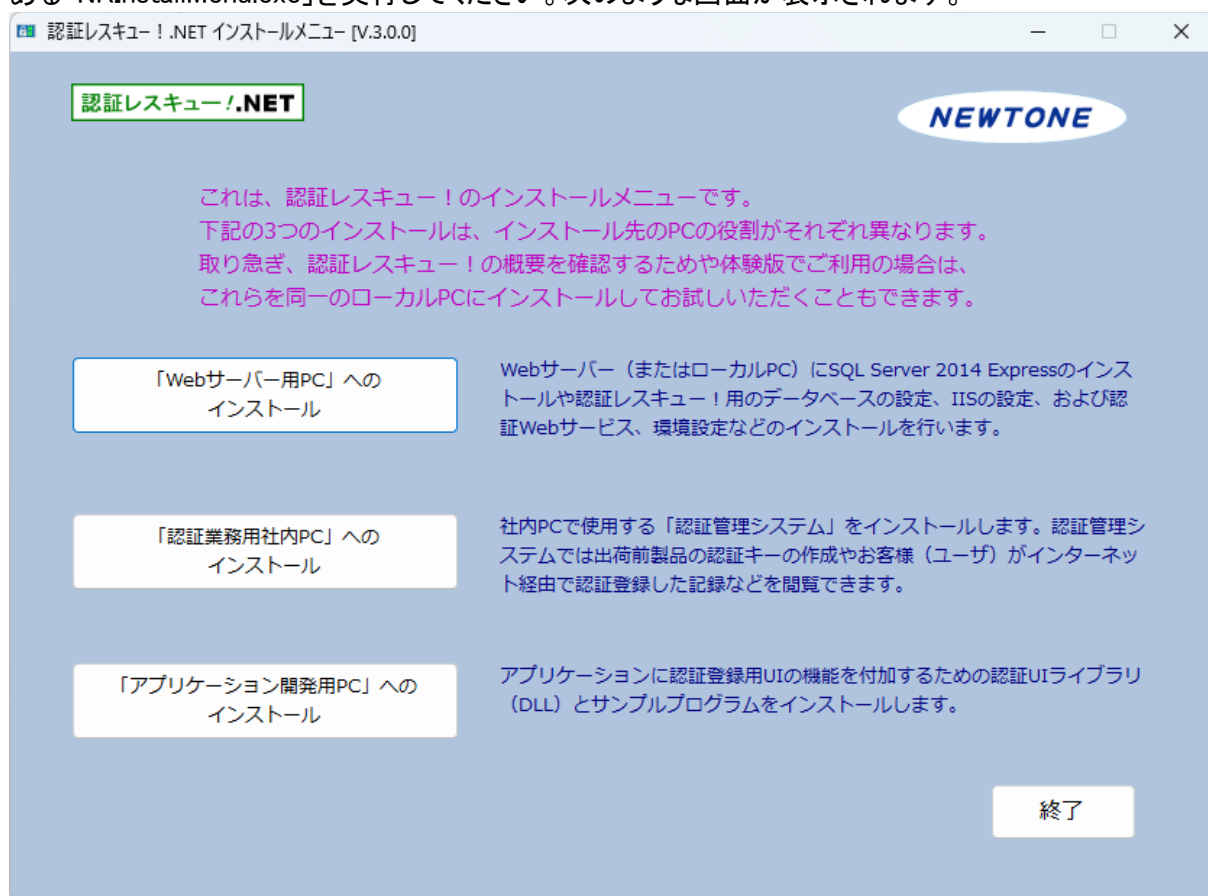 ある「NR.InstallMenu.exe」を実行してください。次のような画面が表示されます。
認証レスキュー！.NET インストールメニュー [V.3.0.0]
認証レスキュー！.NET
NEWTONE
これは、認証レスキュー！のインストールメニューです。
下記の3つのインストールは、インストール先のPCの役割がそれぞれ異なります。
取り急ぎ、認証レスキュー！の概要を確認するためや体験版でご利用の場合は、
これらを同一のローカルPCにインストールしてお試しいただくこともできます。
「Webサーバー用PC」への
インストール
Webサーバー（またはローカルPC）にSQL Server 2014 Expressのインス
トールや認証レスキュー！用のデータベースの設定、IISの設定、および認
証Webサービス、環境設定などのインストールを行います。
「認証業務用社内PC」への
インストール
社内PCで使用する「認証管理システム」をインストールします。認証管理シ
ステムでは出荷前製品の認証キーの作成やお客様（ユーザ）がインターネッ
ト経由で認証登録した記録などを閲覧できます。
「アプリケーション開発用PC」への
インストール
アプリケーションに認証登録用UIの機能を付加するための認証UIライブラリ
（DLL）とサンプルプログラムをインストールします。
終了